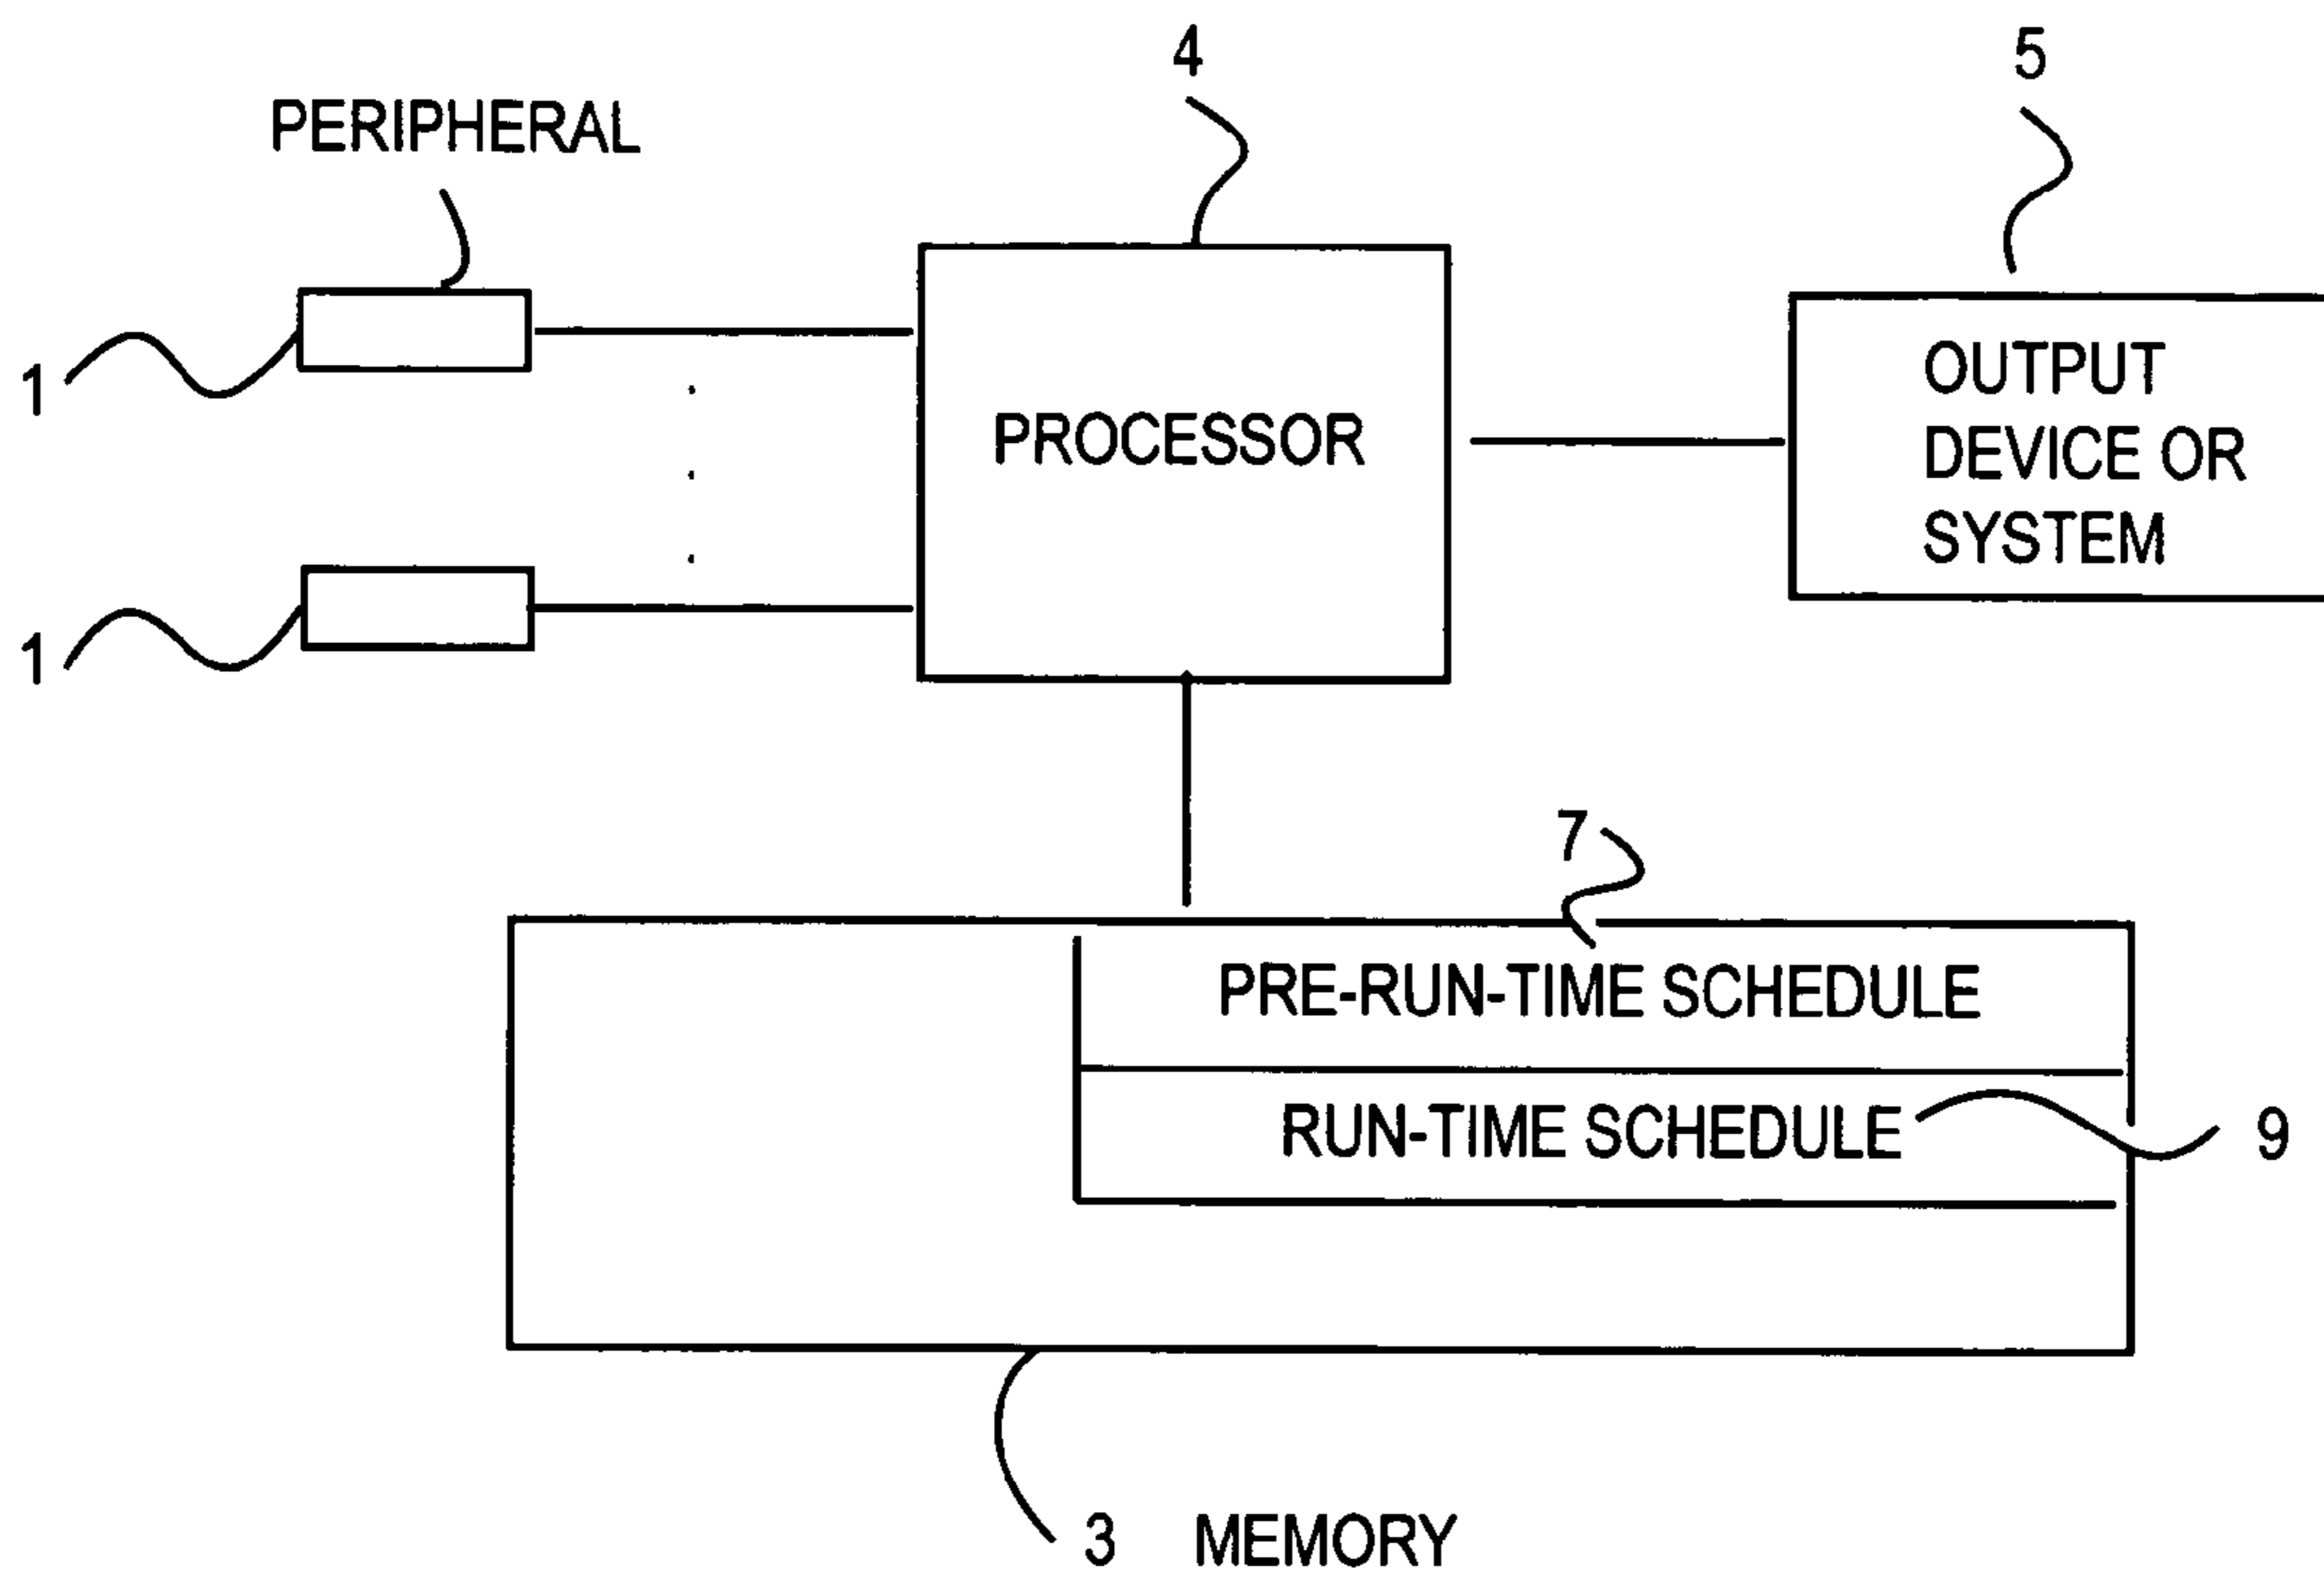 4
5
PERIPHERAL
1
PROCESSOR
OUTPUT
DEVICE OR
SYSTEM
1
7
PRE-RUN-TIME SCHEDULE
RUN-TIME SCHEDULE
9
3 MEMORY